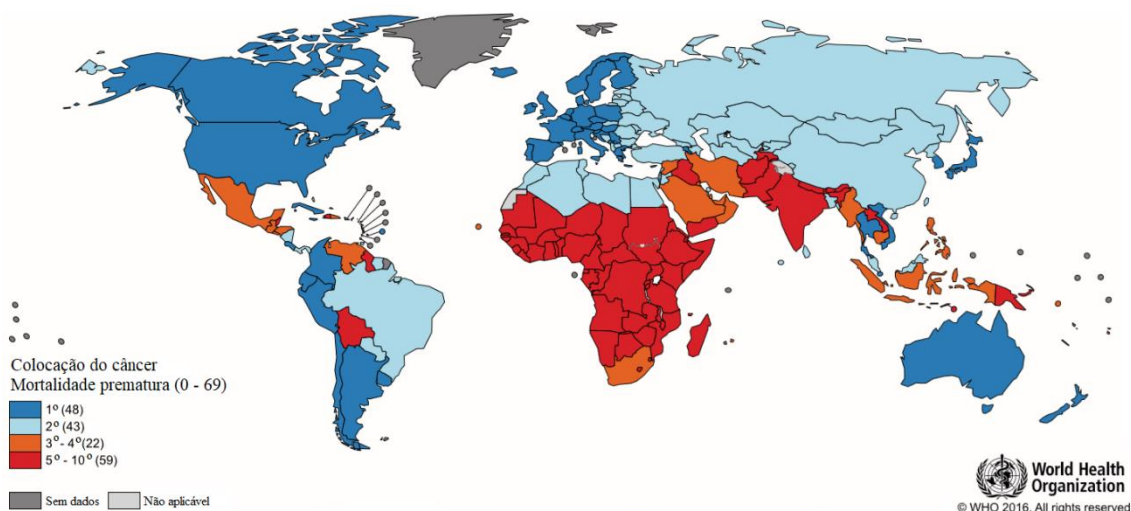 Colocação do câncer
Mortalidade prematura (0 - 69)
1º (48)
2º (43)
3º - 4º (22)
5º - 10º (59)
Sem dados
Não aplicável
World Health
Organization
© WHO 2016. All rights reserved